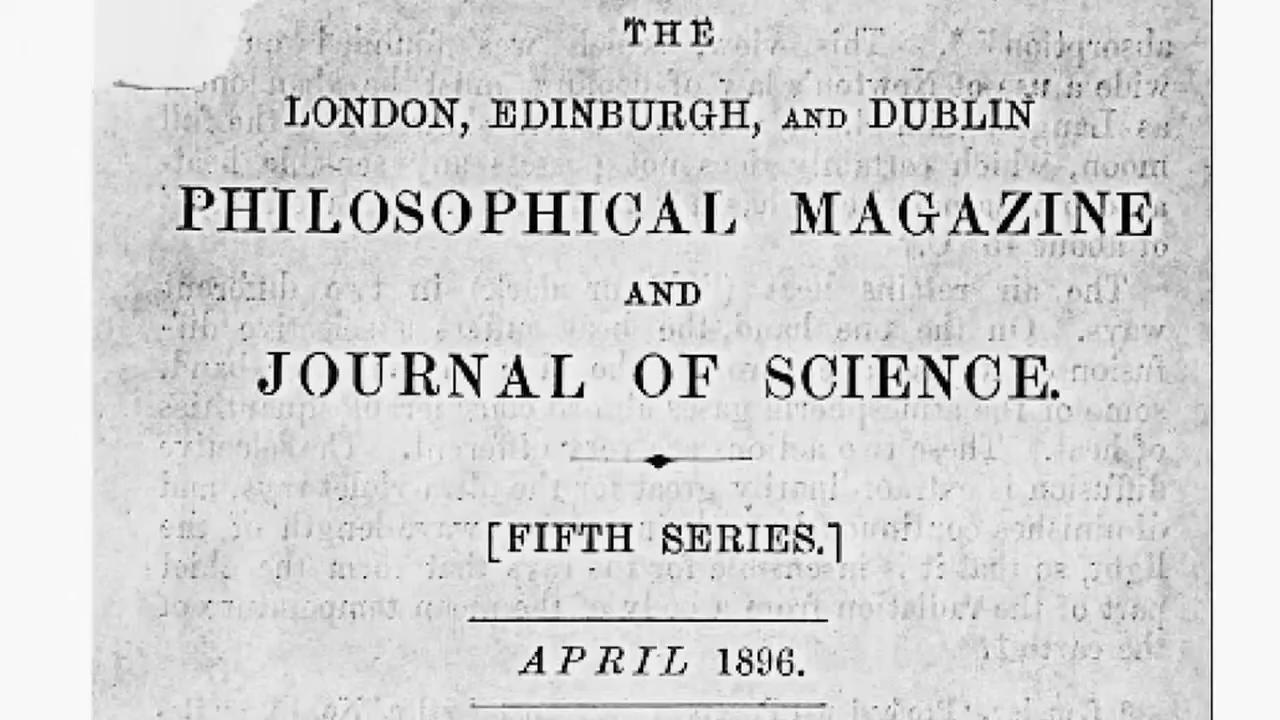 THE
LONDON, EDINBURGH, AND DUBLIN
PHILOSOPHICAL MAGAZINE
AND
JOURNAL OF SCIENCE.
[FIFTH SERIES.]
APRIL 1896.